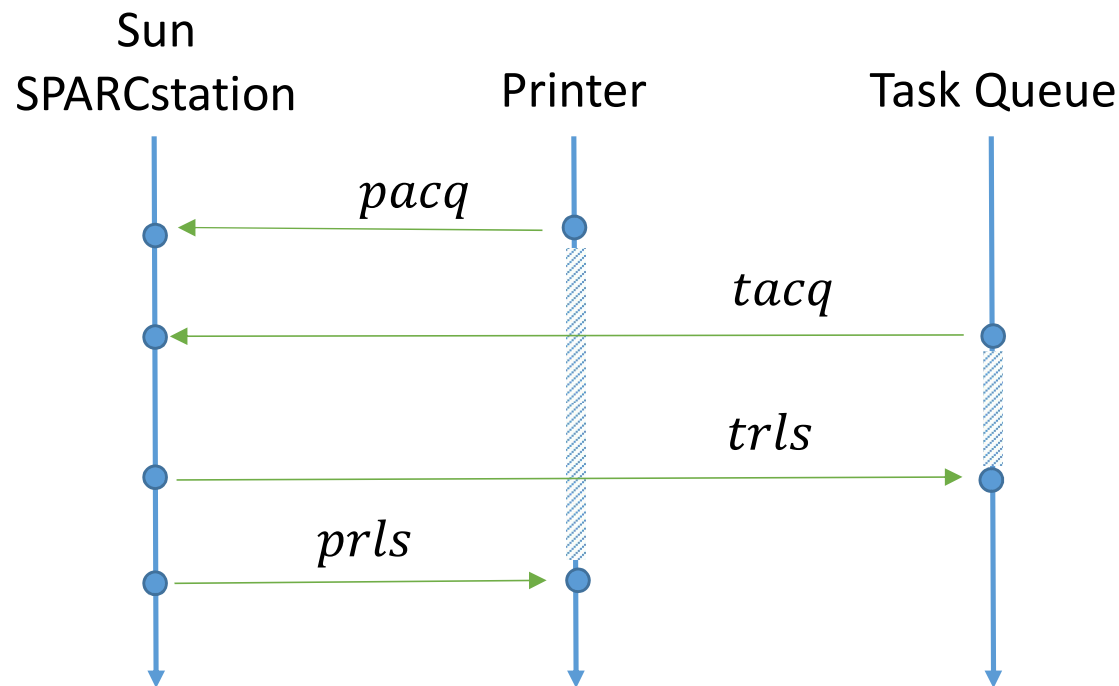 Sun
SPARCstation
Printer
Task Queue
pacq
tacq
trls
prls